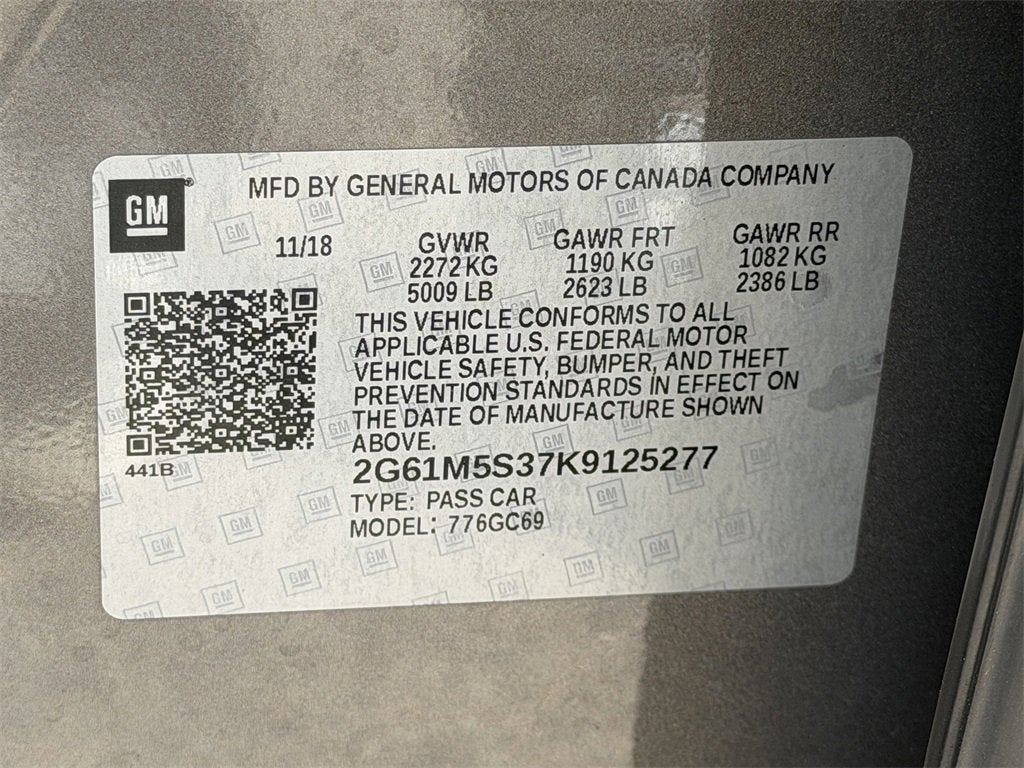 GM
MFD BY GENERAL MOTORS OF CANADA COMPANY
11/18
GVWR
2272 KG
5009 LB
GAWR FRT
1190 KG
2623 LB
GAWR RR
1082 KG
2386 LB
THIS VEHICLE CONFORMS TO ALL
APPLICABLE U.S. FEDERAL MOTOR
VEHICLE SAFETY, BUMPER, AND THEFT
PREVENTION STANDARDS IN EFFECT ON
THE DATE OF MANUFACTURE SHOWN
ABOVE.
441B
2G61M5S37K9125277
TYPE: PASS CAR
MODEL: 776GC69